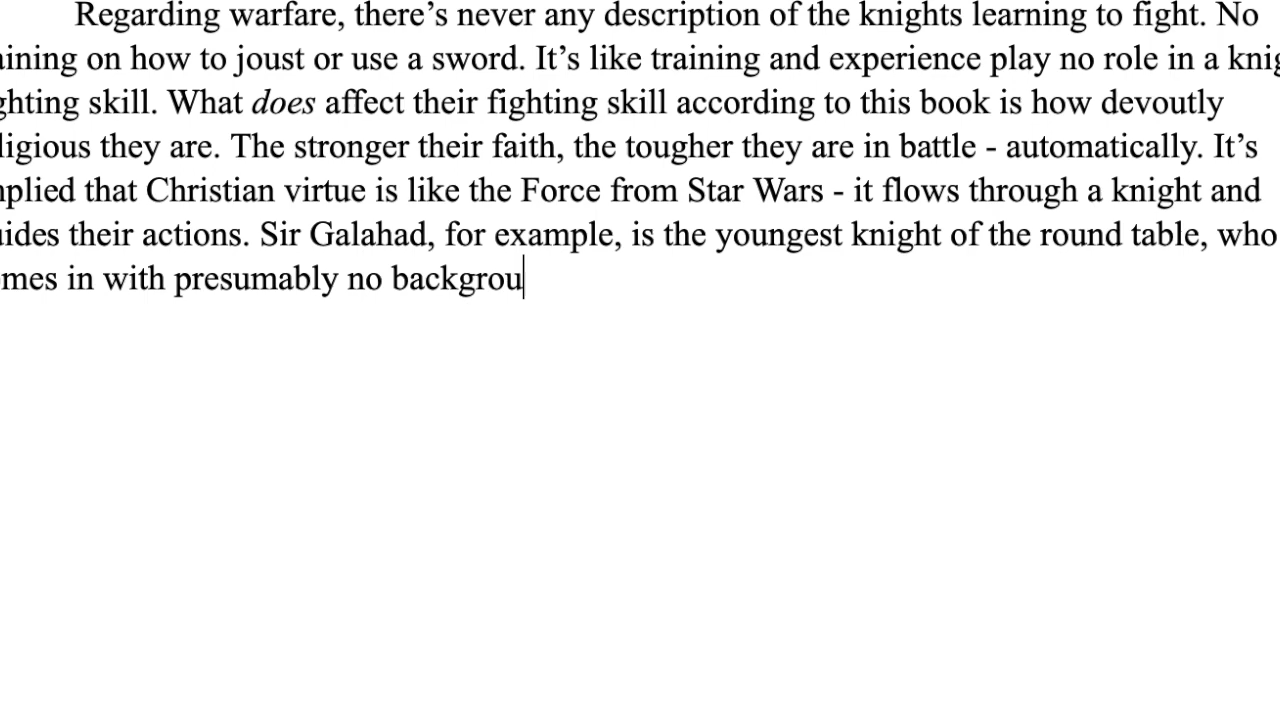 Regarding warfare, there’s never any description of the knights learning to fight. No
ining on how to joust or use a sword. It’s like training and experience play no role in a knig
ghting skill. What does affect their fighting skill according to this book is how devoutly
ligious they are. The stronger their faith, the tougher they are in battle - automatically. It’s
plied that Christian virtue is like the Force from Star Wars - it flows through a knight and
ides their actions. Sir Galahad, for example, is the youngest knight of the round table, who
mes in with presumably no backgrou